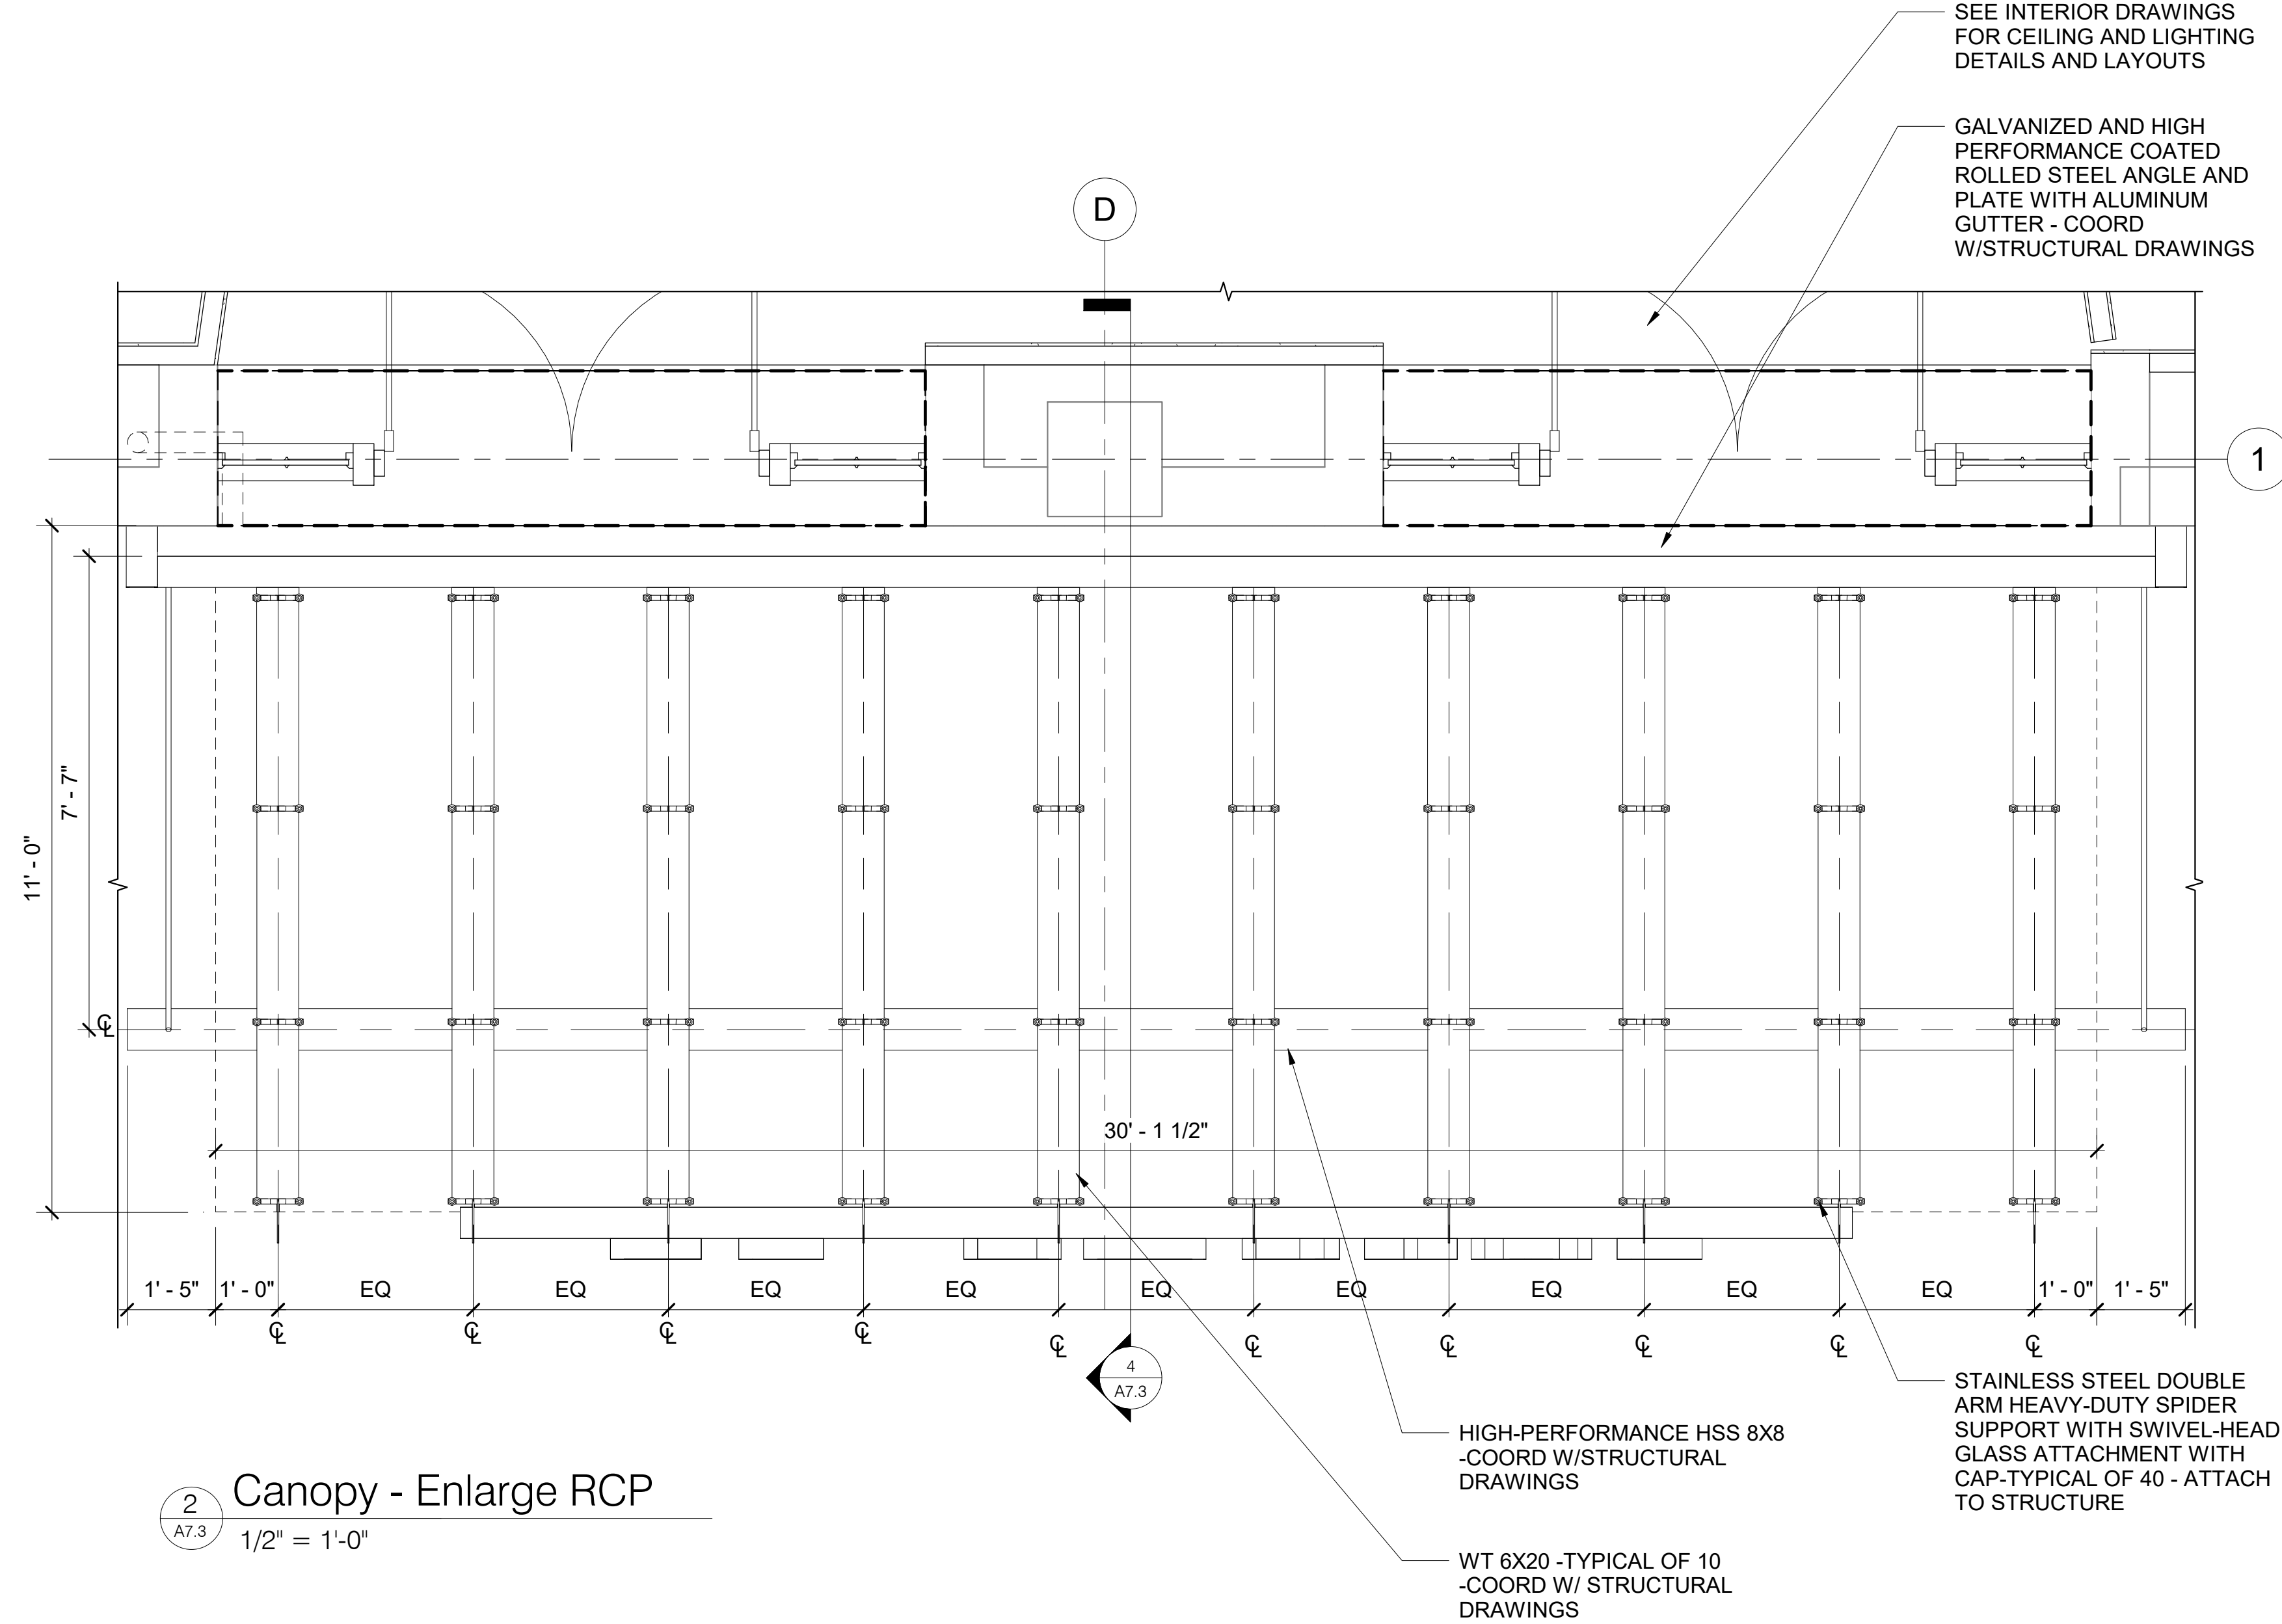 SEE INTERIOR DRAWINGS
FOR CEILING AND LIGHTING
DETAILS AND LAYOUTS
GALVANIZED AND HIGH
PERFORMANCE COATED
ROLLED STEEL ANGLE AND
PLATE WITH ALUMINUM
GUTTER - COORD
W/STRUCTURAL DRAWINGS
D
1
7' - 7"
11' - 0"
℄
30' - 1 1/2"
1' - 5" 1' - 0" EQ EQ EQ EQ EQ EQ EQ EQ EQ 1' - 0" 1' - 5"
℄ ℄ ℄ ℄ ℄ ℄ ℄ ℄ ℄ ℄
4
A7.3
STAINLESS STEEL DOUBLE
ARM HEAVY-DUTY SPIDER
SUPPORT WITH SWIVEL-HEAD
GLASS ATTACHMENT WITH
CAP-TYPICAL OF 40 - ATTACH
TO STRUCTURE
HIGH-PERFORMANCE HSS 8X8
-COORD W/STRUCTURAL
DRAWINGS
WT 6X20 -TYPICAL OF 10
-COORD W/ STRUCTURAL
DRAWINGS
2
A7.3
Canopy - Enlarge RCP
1/2" = 1'-0"